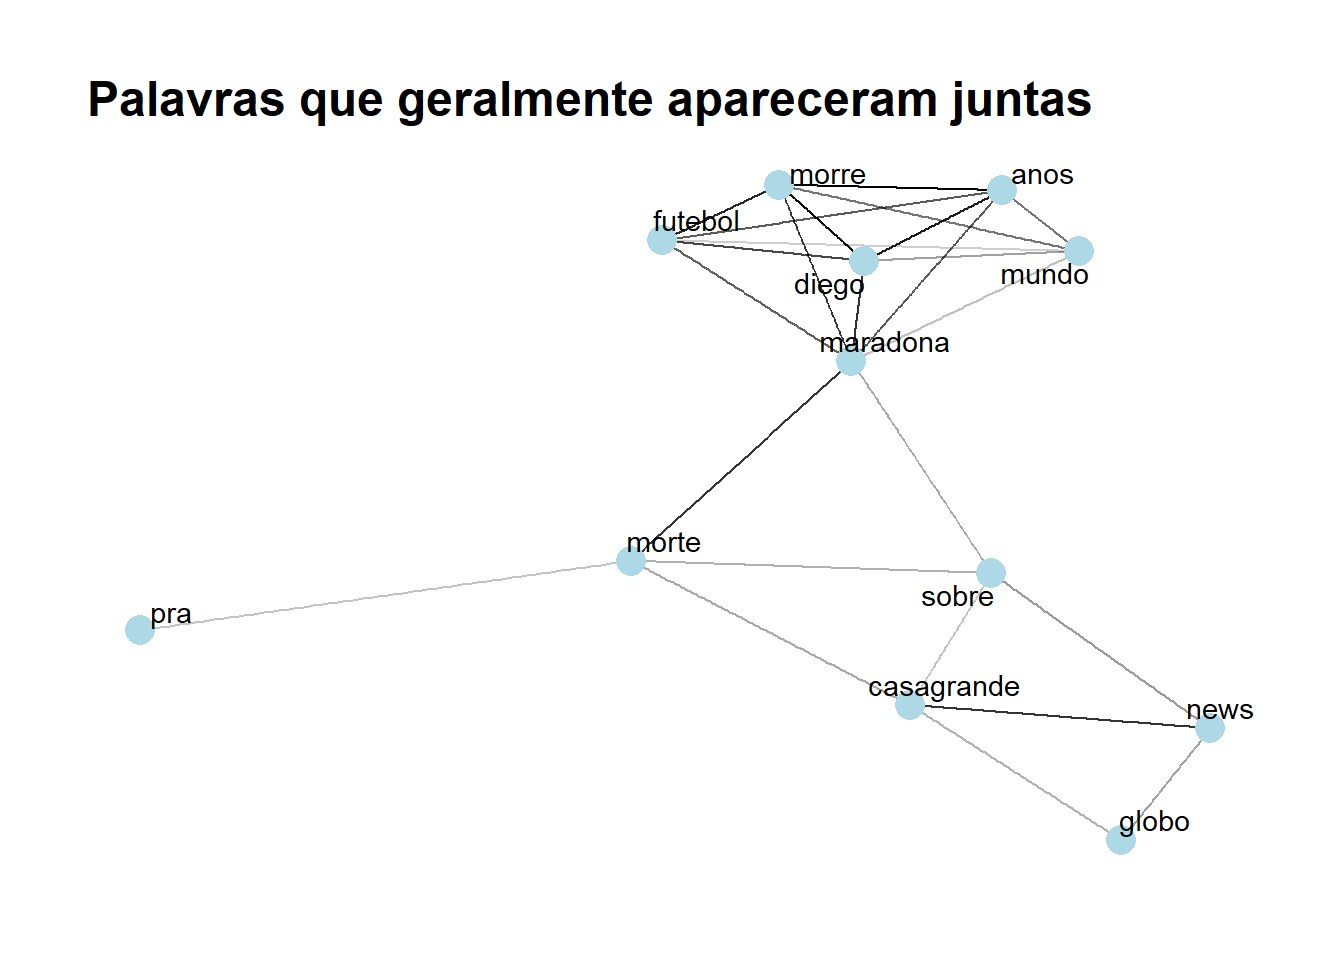 Palavras que geralmente apareceram juntas
morre
anos
futebol
diego
mundo
maradona
morte
sobre
pra
casagrande
news
globo